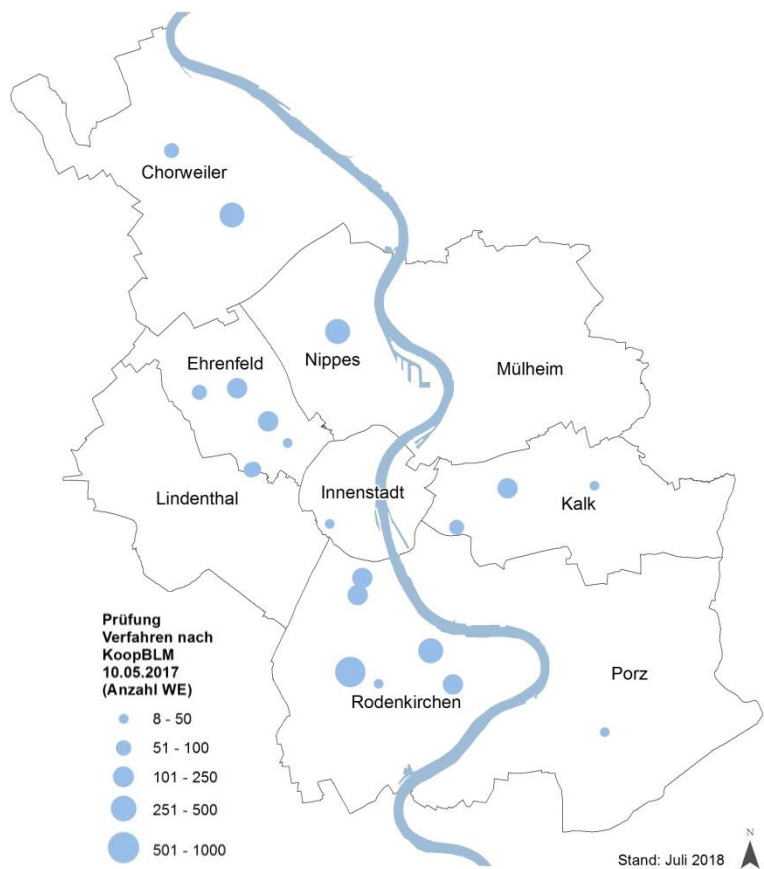 Chorweiler
Nippes
Ehrenfeld
Mülheim
Lindenthal
Innenstadt
Kalk
Rodenkirchen
Porz
Prüfung
Verfahren nach
KoopBLM
10.05.2017
(Anzahl WE)
8 - 50
51 - 100
101 - 250
251 - 500
501 - 1000
Stand: Juli 2018
N